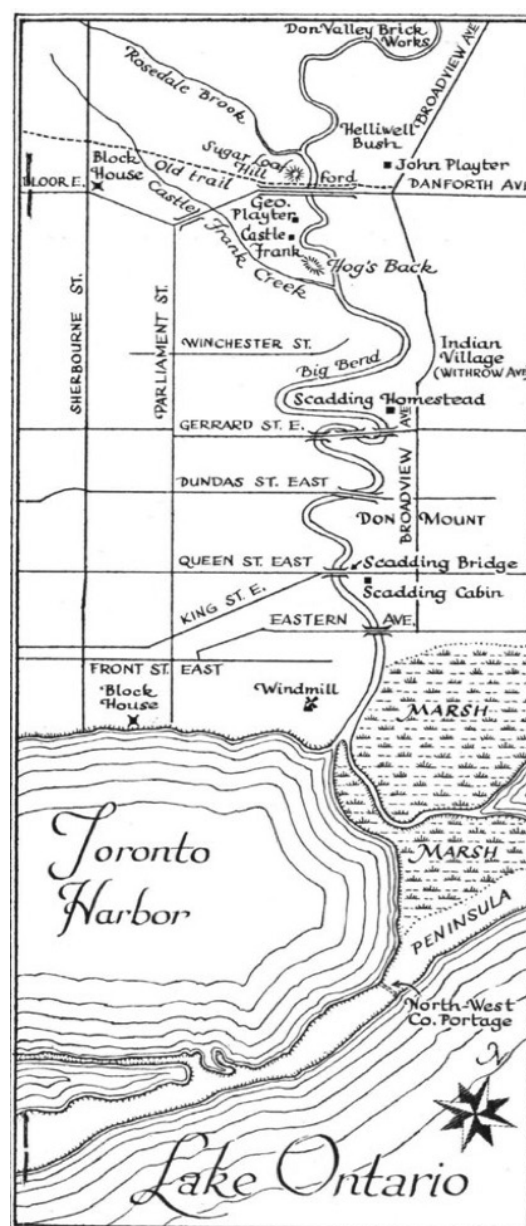 Don Valley Brick
Works
BROADVIEW AVE
Rosedale Brook
Helliwell
Bush
Sugar Loaf
Hill
John Playter
Block
House
Old trail
Ford
BLOOR E.
DANFORTH AVE
Geo.
Playter
Castle
Frank
Castle Frank Creek
Hog's Back
SHERBOURNE ST.
PARLIAMENT ST.
WINCHESTER ST.
Big Bend
Indian
Village
(WITHROW AVE)
Scadding Homestead
GERRARD ST. E.
BROADVIEW AVE
DUNDAS ST. EAST
DON MOUNT
QUEEN ST. EAST
Scadding Bridge
KING ST. E.
Scadding Cabin
EASTERN AVE.
FRONT ST. EAST
Block
House
Windmill
MARSH
MARSH
Toronto
Harbor
PENINSULA
North-West
Co. Portage
N
Lake Ontario